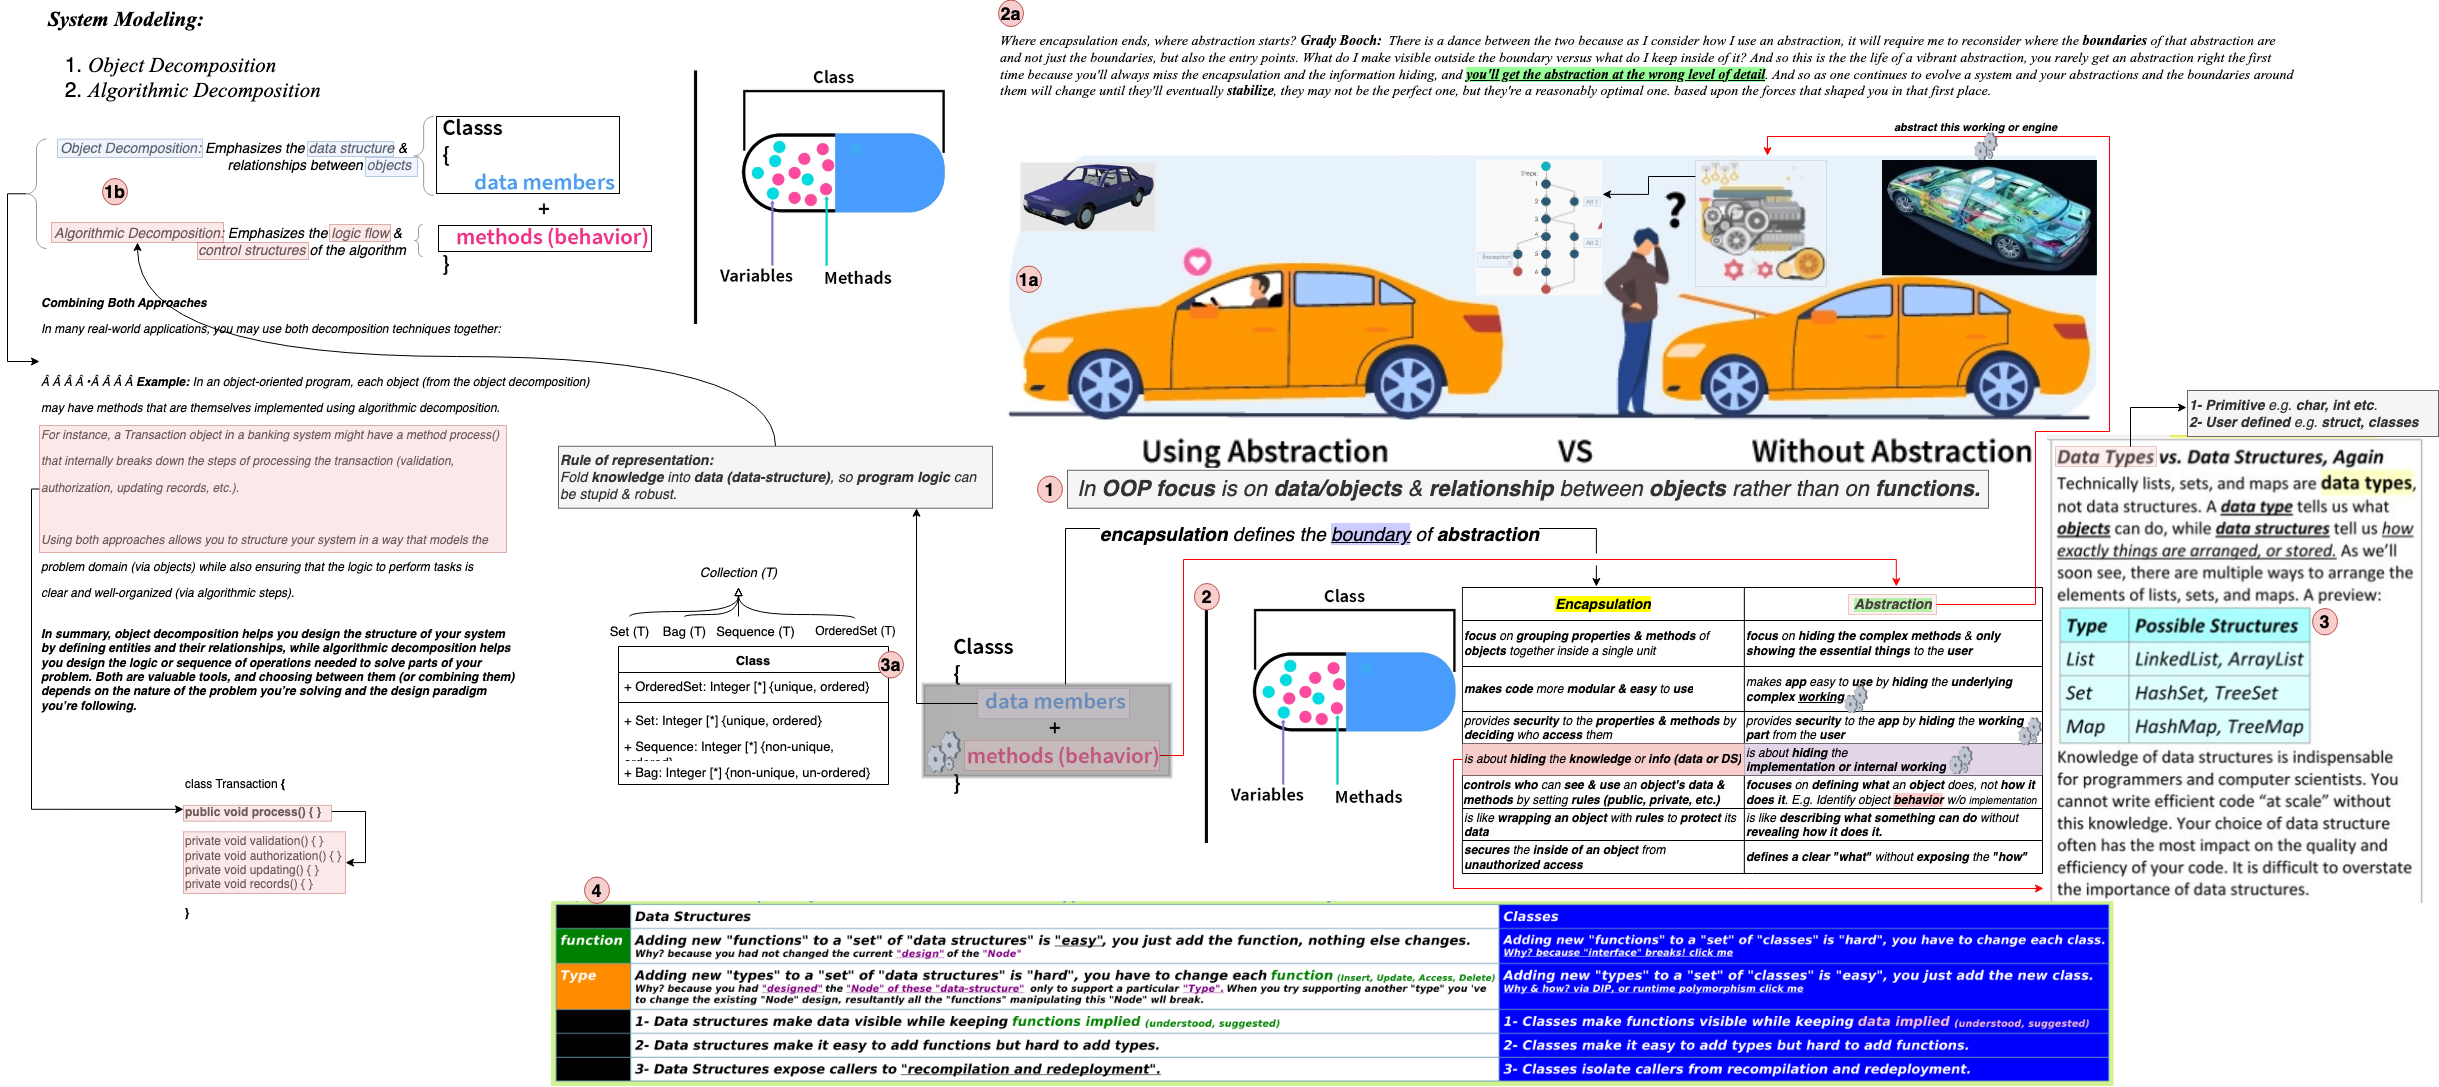 System Modeling:
1. Object Decomposition
2. Algorithmic Decomposition
Object Decomposition: Emphasizes the data structure &
relationships between objects
1b
Algorithmic Decomposition: Emphasizes the logic flow &
control structures of the algorithm
Classs
{
data members
+
methods (behavior)
}
Combining Both Approaches
In many real-world applications, you may use both decomposition techniques together:
Â Â Â Â •Â Â Â Â Example: In an object-oriented program, each object (from the object decomposition)
may have methods that are themselves implemented using algorithmic decomposition.
For instance, a Transaction object in a banking system might have a method process()
that internally breaks down the steps of processing the transaction (validation,
authorization, updating records, etc.).
Using both approaches allows you to structure your system in a way that models the
problem domain (via objects) while also ensuring that the logic to perform tasks is
clear and well-organized (via algorithmic steps).
In summary, object decomposition helps you design the structure of your system
by defining entities and their relationships, while algorithmic decomposition helps
you design the logic or sequence of operations needed to solve parts of your
problem. Both are valuable tools, and choosing between them (or combining them)
depends on the nature of the problem you're solving and the design paradigm
you're following.
class Transaction {
public void process() { }
private void validation() { }
private void authorization() { }
private void updating() { }
private void records() { }
}
Class
Variables
Methads
2a
Where encapsulation ends, where abstraction starts? Grady Booch: There is a dance between the two because as I consider how I use an abstraction, it will require me to reconsider where the boundaries of that abstraction are
and not just the boundaries, but also the entry points. What do I make visible outside the boundary versus what do I keep inside of it? And so this is the the life of a vibrant abstraction, you rarely get an abstraction right the first
time because you'll always miss the encapsulation and the information hiding, and you'll get the abstraction at the wrong level of detail. And so as one continues to evolve a system and your abstractions and the boundaries around
them will change until they'll eventually stabilize, they may not be the perfect one, but they're a reasonably optimal one. based upon the forces that shaped you in that first place.
abstract this working or engine
1a
Steps:
1
2
3
4
5
6
Alt 1
Alt 2
Exception:
?
Using Abstraction
VS
Without Abstraction
1
In OOP focus is on data/objects & relationship between objects rather than on functions.
Rule of representation:
Fold knowledge into data (data-structure), so program logic can
be stupid & robust.
encapsulation defines the boundary of abstraction
Collection (T)
Set (T)
Bag (T)
Sequence (T)
OrderedSet (T)
Class
3a
+ OrderedSet: Integer [*] {unique, ordered}
+ Set: Integer [*] {unique, ordered}
+ Sequence: Integer [*] {non-unique,
+ Bag: Integer [*] {non-unique, un-ordered}
Classs
{
data members
+
methods (behavior)
}
2
Class
Variables
Methads
Encapsulation
Abstraction
focus on grouping properties & methods of
objects together inside a single unit
focus on hiding the complex methods & only
showing the essential things to the user
makes code more modular & easy to use
makes app easy to use by hiding the underlying
complex working
provides security to the properties & methods by
deciding who access them
provides security to the app by hiding the working
part from the user
is about hiding the knowledge or info (data or DS)
is about hiding the
implementation or internal working
controls who can see & use an object's data &
methods by setting rules (public, private, etc.)
focuses on defining what an object does, not how it
does it. E.g. Identify object behavior w/o implementation
is like wrapping an object with rules to protect its
data
is like describing what something can do without
revealing how it does it.
secures the inside of an object from
unauthorized access
defines a clear "what" without exposing the "how"
1- Primitive e.g. char, int etc.
2- User defined e.g. struct, classes
Data Types vs. Data Structures, Again
Technically lists, sets, and maps are data types,
not data structures. A data type tells us what
objects can do, while data structures tell us how
exactly things are arranged, or stored. As we'll
soon see, there are multiple ways to arrange the
elements of lists, sets, and maps. A preview:
3
Type
Possible Structures
List
LinkedList, ArrayList
Set
HashSet, TreeSet
Map
HashMap, TreeMap
Knowledge of data structures is indispensable
for programmers and computer scientists. You
cannot write efficient code “at scale” without
this knowledge. Your choice of data structure
often has the most impact on the quality and
efficiency of your code. It is difficult to overstate
the importance of data structures.
4
Data Structures
Classes
function
Adding new "functions" to a "set" of "data structures" is "easy", you just add the function, nothing else changes.
Why? because you had not changed the current "design" of the "Node"
Adding new "functions" to a "set" of "classes" is "hard", you have to change each class.
Why? because "interface" breaks! click me
Type
Adding new "types" to a "set" of "data structures" is "hard", you have to change each function (Insert, Update, Access, Delete)
Why? because you had "designed" the "Node of these "data-structure" only to support a particular "Type". When you try supporting another "type" you 've
to change the existing "Node" design, resultantly all the "functions" manipulating this "Node" wll break.
Adding new "types" to a "set" of "classes" is "easy", you just add the new class.
Why & how? via DIP, or runtime polymorphism click me
1- Data structures make data visible while keeping functions implied (understood, suggested)
1- Classes make functions visible while keeping data implied (understood, suggested)
2- Data structures make it easy to add functions but hard to add types.
2- Classes make it easy to add types but hard to add functions.
3- Data Structures expose callers to "recompilation and redeployment".
3- Classes isolate callers from recompilation and redeployment.